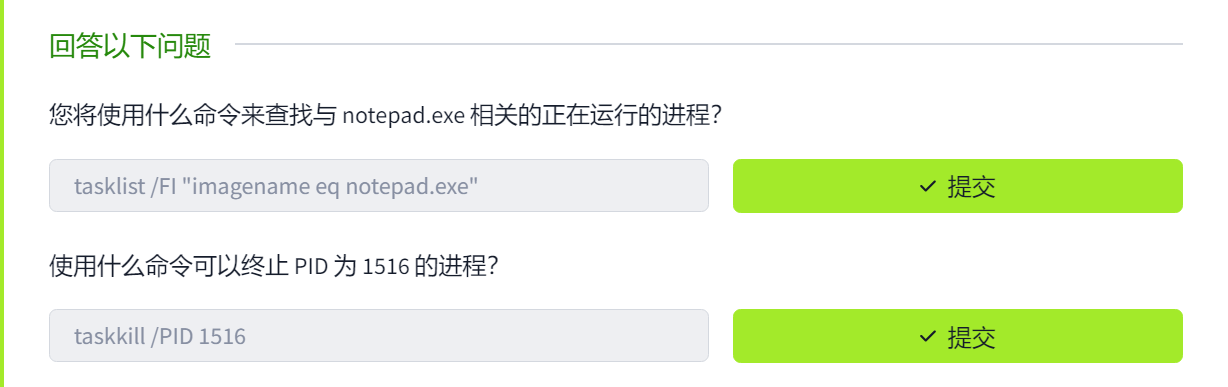 回答以下问题
您将使用什么命令来查找与 notepad.exe 相关的正在运行的进程?
tasklist /FI "imagename eq notepad.exe"
提交
使用什么命令可以终止 PID 为 1516 的进程?
taskkill /PID 1516
提交